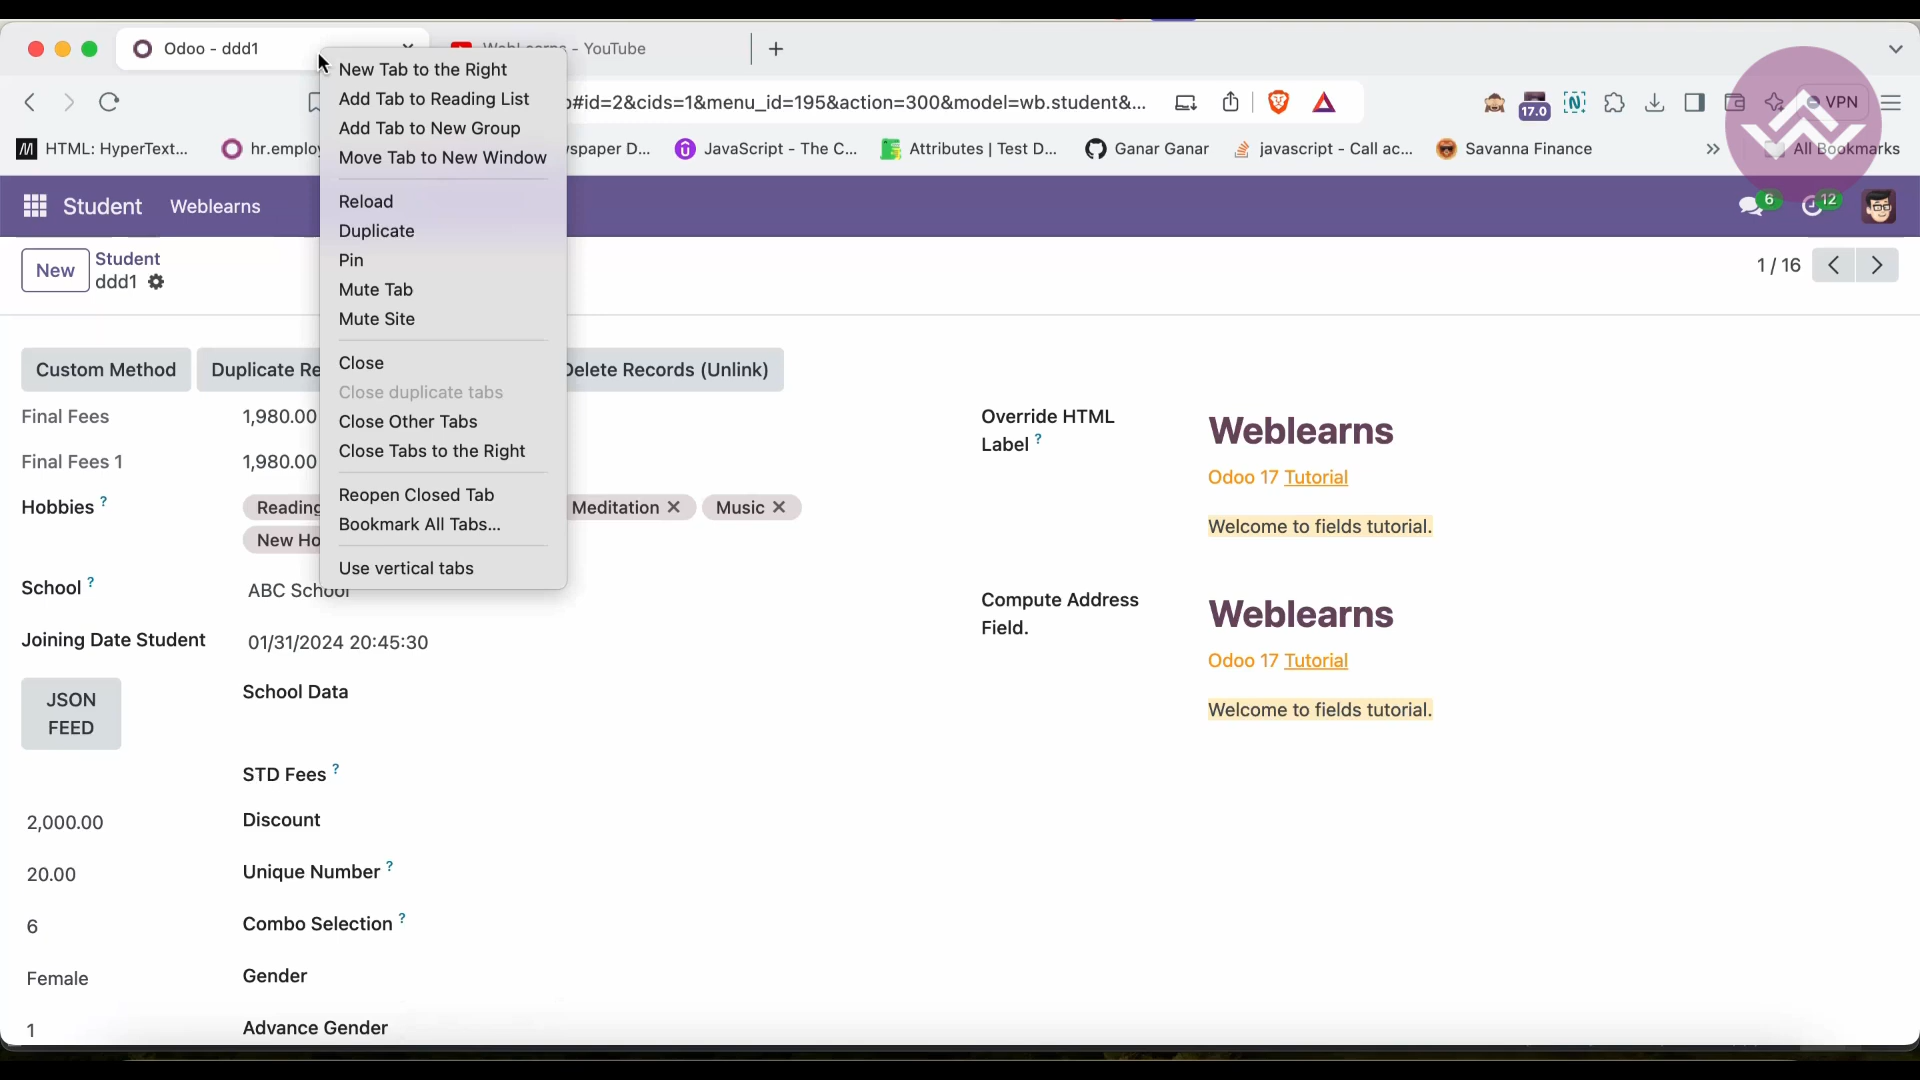 Odoo - ddd1
WebLearns - YouTube
o#id=2&cids=1&menu_id=195&action=300&model=wb.student&...
17.0
VPN
HTML: HyperText...
hr.employ
spaper D...
JavaScript - The C...
Attributes | Test D...
Ganar Ganar
javascript - Call ac...
Savanna Finance
All Bookmarks
Student
Weblearns
6
12
New
Student
ddd1
1 / 16
New Tab to the Right
Add Tab to Reading List
Add Tab to New Group
Move Tab to New Window
Reload
Duplicate
Pin
Mute Tab
Mute Site
Close
Close duplicate tabs
Close Other Tabs
Close Tabs to the Right
Reopen Closed Tab
Bookmark All Tabs...
Use vertical tabs
Custom Method
Duplicate Re
Delete Records (Unlink)
Final Fees
1,980.00
Final Fees 1
1,980.00
Hobbies ?
Reading
Meditation
Music
New Ho
School ?
ABC School
Joining Date Student
01/31/2024 20:45:30
JSON
FEED
School Data
STD Fees ?
2,000.00
Discount
20.00
Unique Number ?
6
Combo Selection ?
Female
Gender
1
Advance Gender
Override HTML
Label ?
Weblearns
Odoo 17 Tutorial
Welcome to fields tutorial.
Compute Address
Field.
Weblearns
Odoo 17 Tutorial
Welcome to fields tutorial.